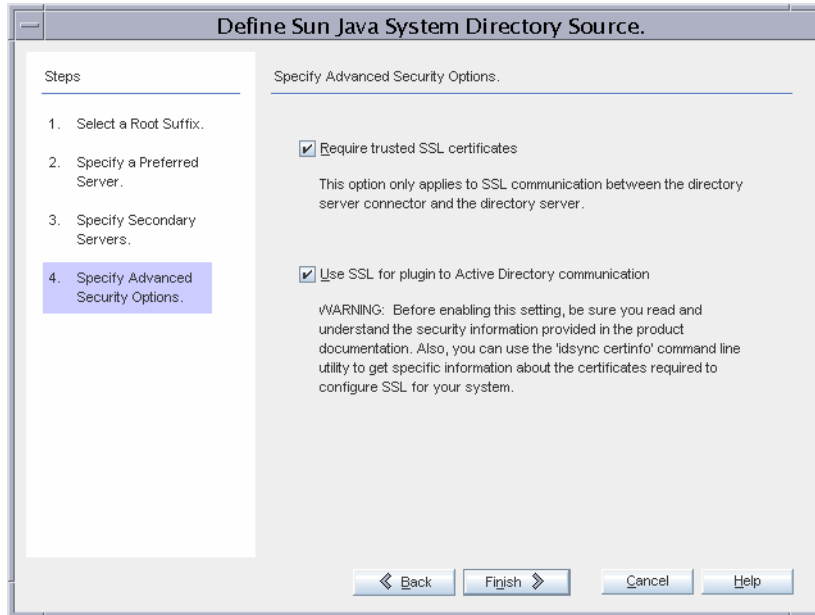 Define Sun Java System Directory Source.
Steps
1. Select a Root Suffix.
2. Specify a Preferred
Server.
3. Specify Secondary
Servers.
4. Specify Advanced
Security Options.
Specify Advanced Security Options.
Require trusted SSL certificates
This option only applies to SSL communication between the directory
server connector and the directory server.
Use SSL for plugin to Active Directory communication
WARNING: Before enabling this setting, be sure you read and
understand the security information provided in the product
documentation. Also, you can use the 'idsync certinfo' command line
utility to get specific information about the certificates required to
configure SSL for your system.
Back
Finish
Cancel
Help